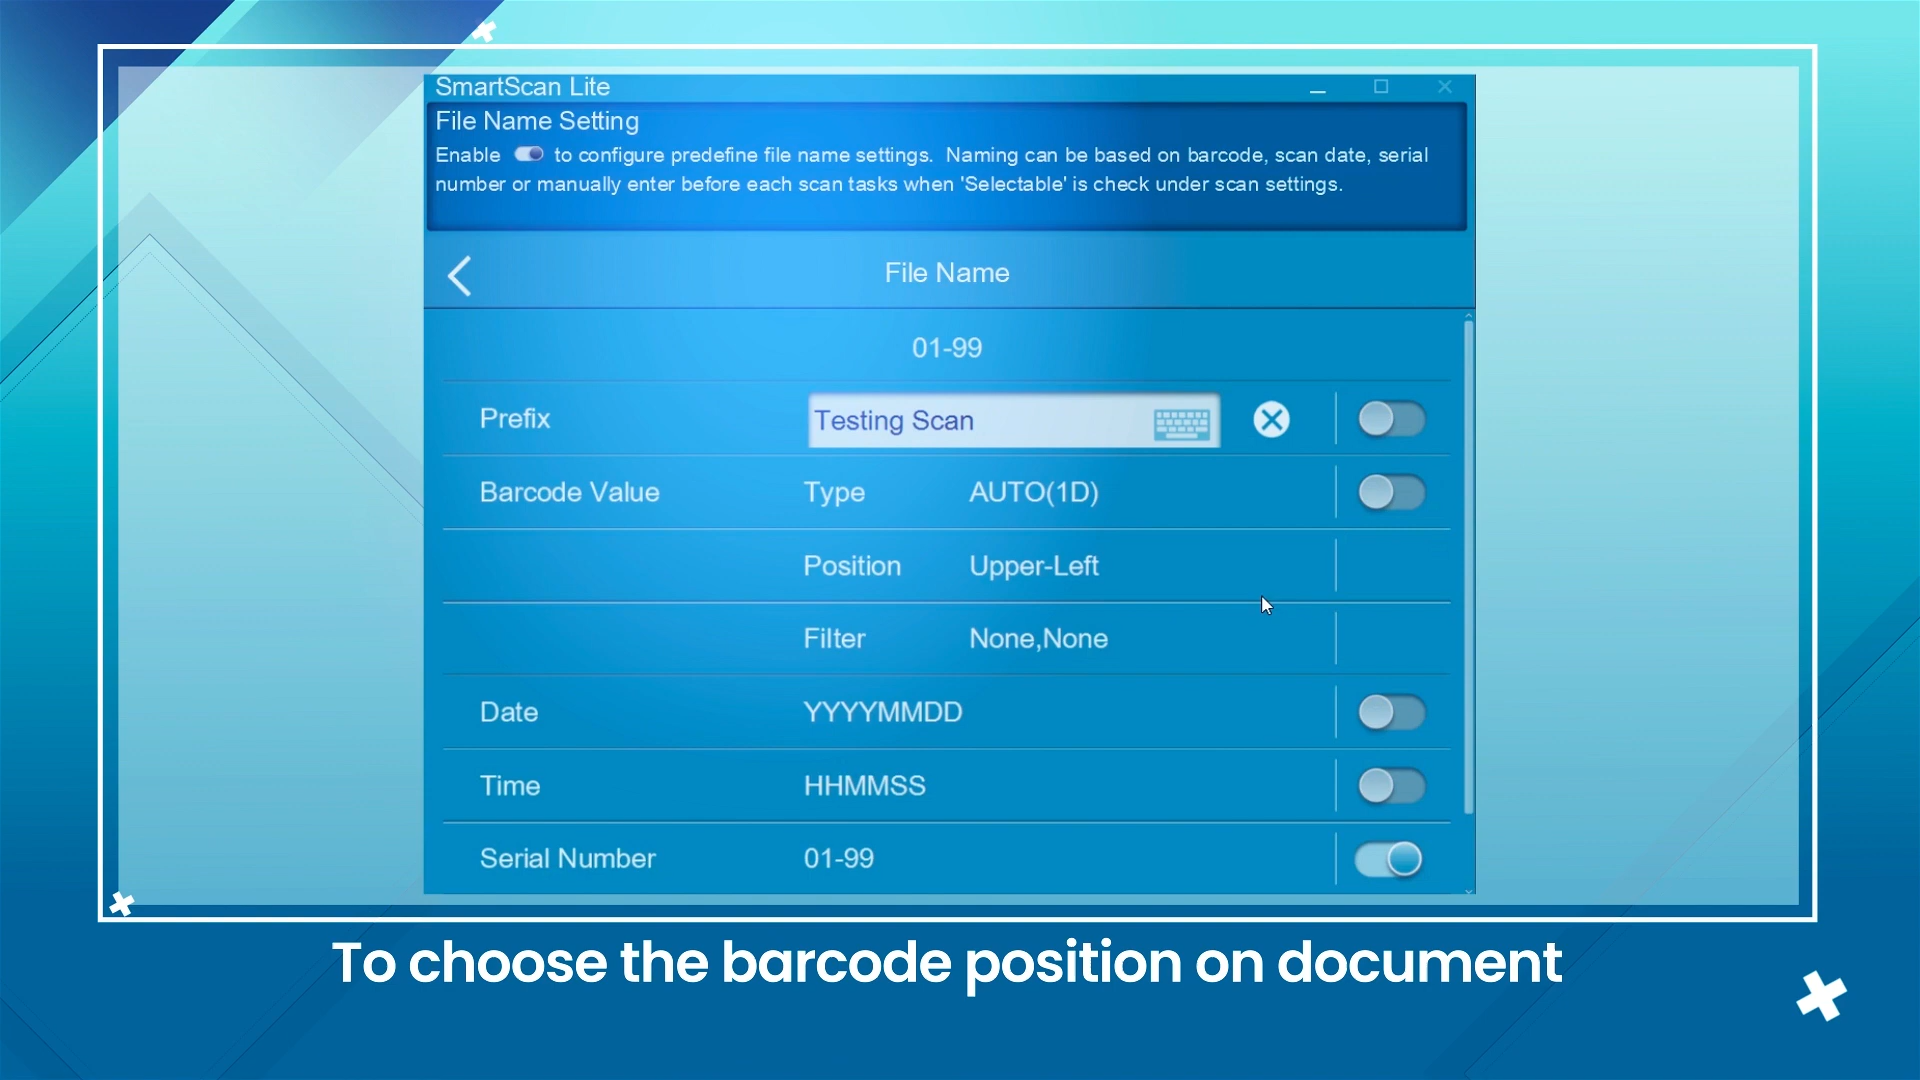 SmartScan Lite
File Name Setting
Enable to configure predefine file name settings. Naming can be based on barcode, scan date, serial
number or manually enter before each scan tasks when 'Selectable' is check under scan settings.
File Name
01-99
Prefix Testing Scan
Barcode Value Type AUTO(1D)
Position Upper-Left
Filter None,None
Date YYYYMMDD
Time HHMMSS
Serial Number 01-99
To choose the barcode position on document